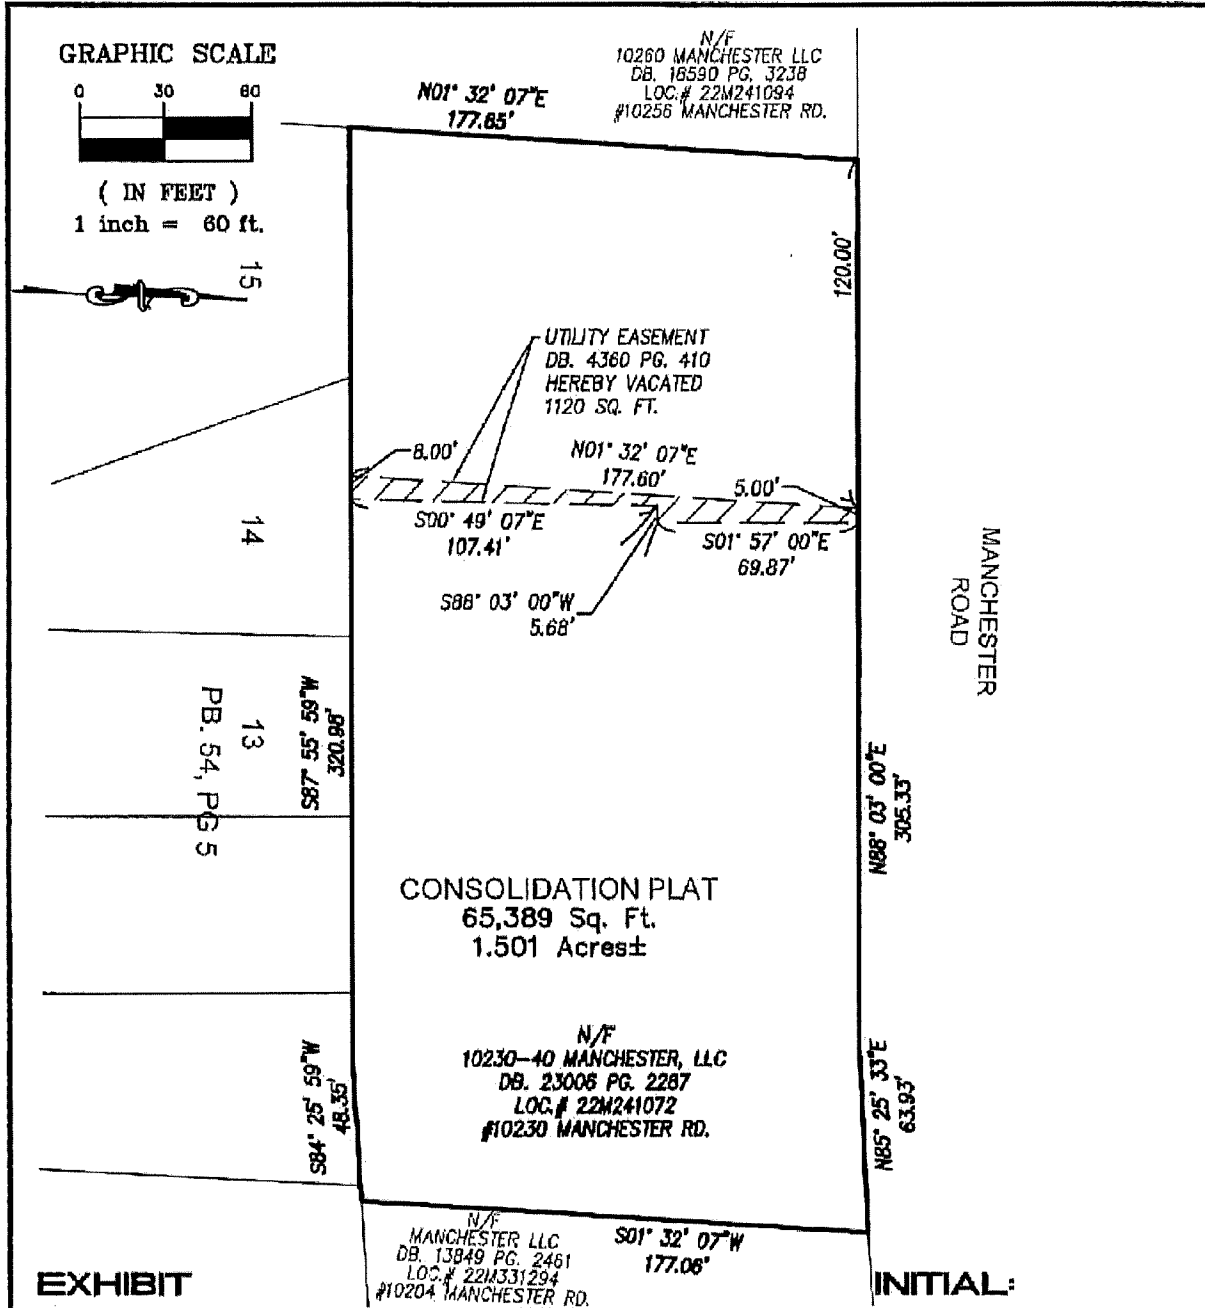 GRAPHIC SCALE
0 30 60
( IN FEET )
1 inch = 60 ft.
N/F
10260 MANCHESTER LLC
DB. 18590 PG. 3238
LOC.# 22M241094
#10256 MANCHESTER RD.
N01° 32' 07"E
177.65'
120.00'
15
UTILITY EASEMENT
DB. 4360 PG. 410
HEREBY VACATED
1120 SQ. FT.
8.00'
N01° 32' 07"E
177.60'
5.00'
S00° 49' 07"E
107.41'
S01° 57' 00"E
69.87'
S88° 03' 00"W
5.68'
14
MANCHESTER
ROAD
13
PB. 54, PG 5
S87° 55' 59"W
320.98'
N88° 03' 00"E
305.33'
CONSOLIDATION PLAT
65,389 Sq. Ft.
1.501 Acres±
N/F
10230-40 MANCHESTER, LLC
DB. 23006 PG. 2267
LOC.# 22M241072
#10230 MANCHESTER RD.
S84° 25' 59"W
48.35'
N85° 25' 33"E
63.93'
N/F
MANCHESTER LLC
DB. 13849 PG. 2461
LOC.# 22M331294
#10204 MANCHESTER RD.
S01° 32' 07"W
177.06'
EXHIBIT
INITIAL: